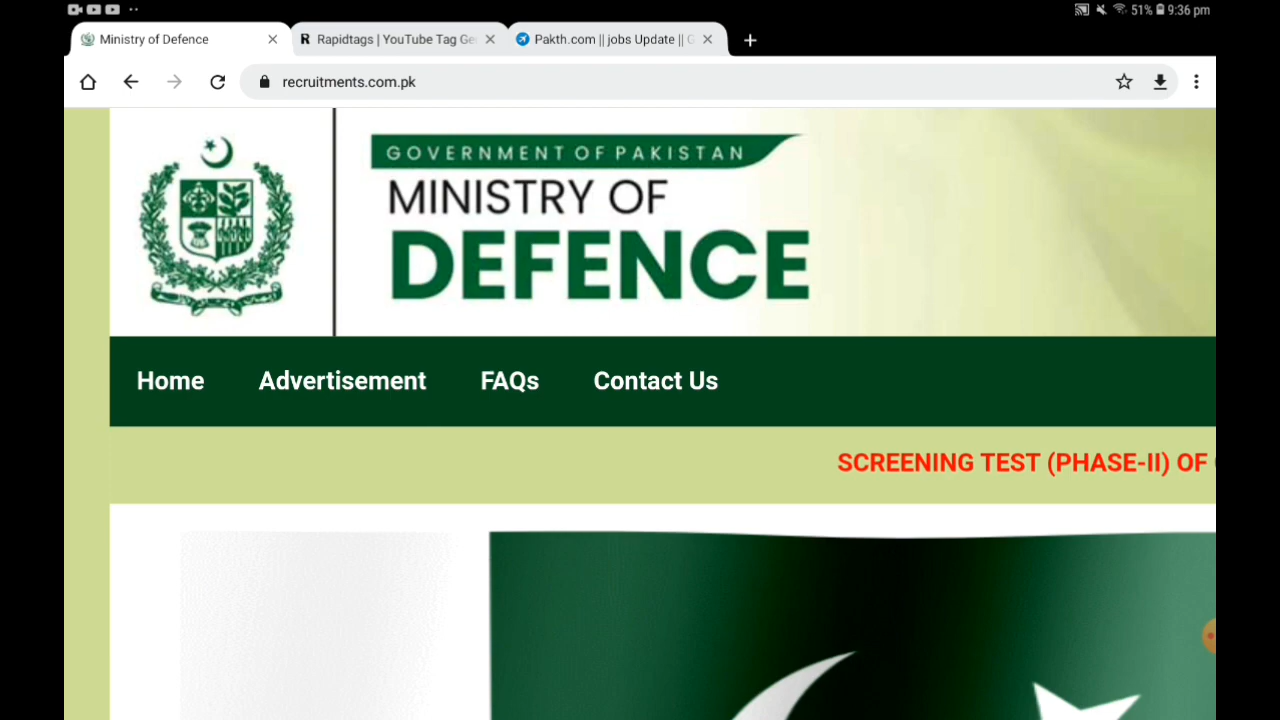 51% 9:36 pm
Ministry of Defence
Rapidtags | YouTube Tag Ge
Pakth.com || jobs Update || G
recruitments.com.pk
GOVERNMENT OF PAKISTAN
MINISTRY OF
DEFENCE
Home Advertisement FAQs Contact Us
SCREENING TEST (PHASE-II) OF